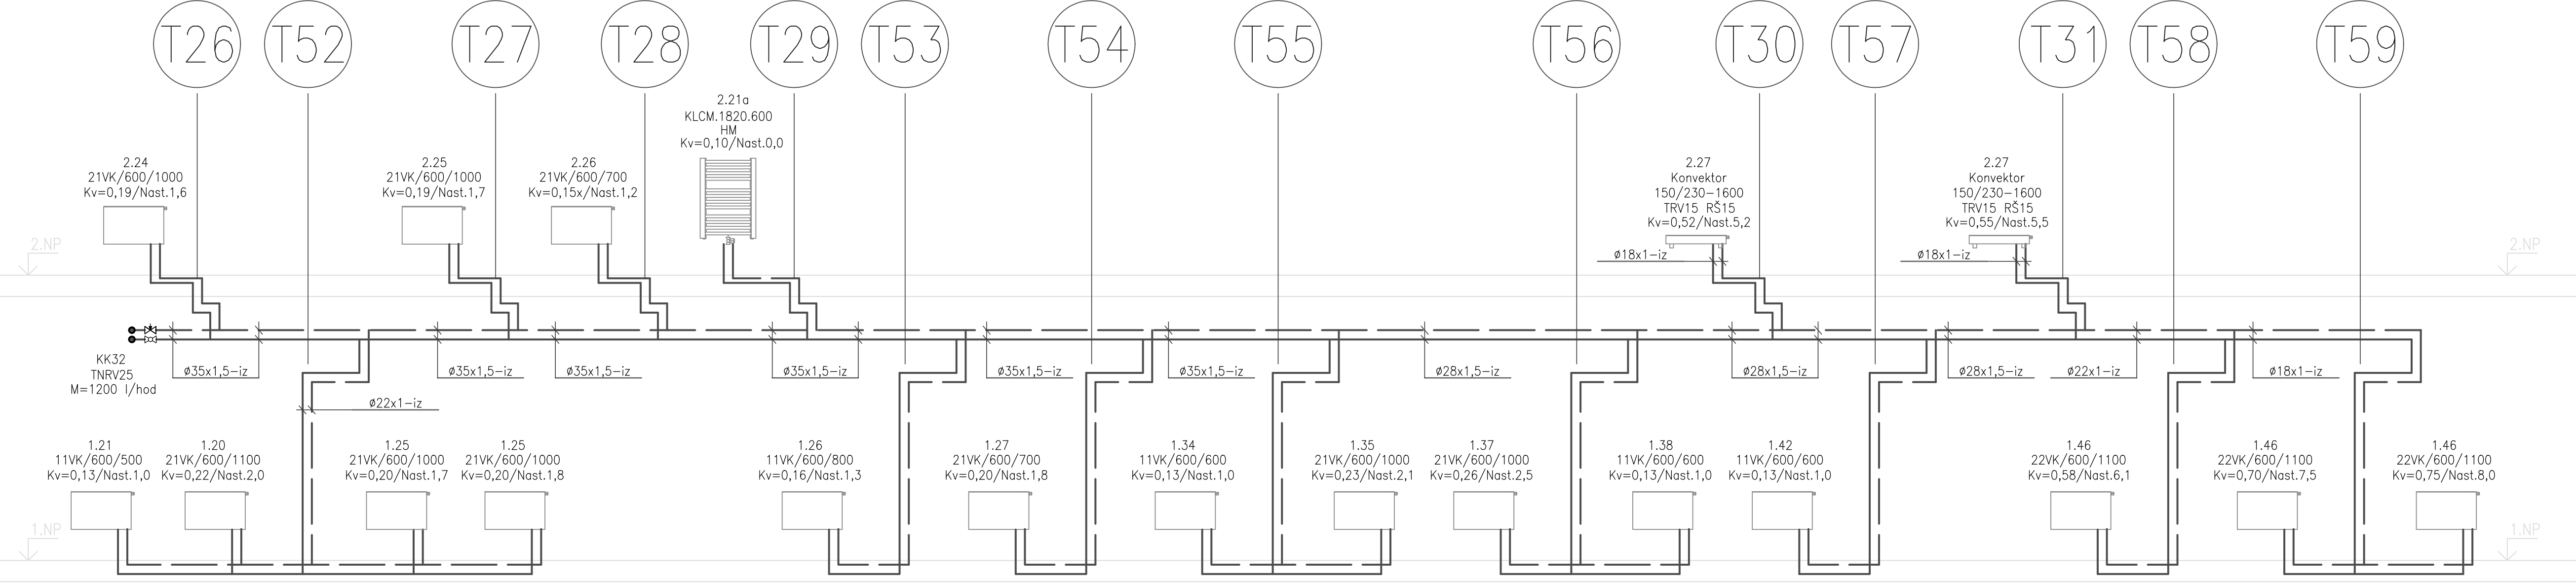 T26
T52
T27
T28
T29
T53
T54
T55
T56
T30
T57
T31
T58
T59
2.24
21VK/600/1000
Kv=0,19/Nast.1,6
2.25
21VK/600/1000
Kv=0,19/Nast.1,7
2.26
21VK/600/700
Kv=0,15x/Nast.1,2
2.21a
KLCM.1820.600
HM
Kv=0,10/Nast.0,0
2.27
Konvektor
150/230-1600
TRV15 RŠ15
Kv=0,52/Nast.5,2
2.27
Konvektor
150/230-1600
TRV15 RŠ15
Kv=0,55/Nast.5,5
2.NP
ø18x1-iz
ø18x1-iz
2.NP
KK32
TNRV25
M=1200 l/hod
ø35x1,5-iz
ø35x1,5-iz
ø35x1,5-iz
ø35x1,5-iz
ø35x1,5-iz
ø35x1,5-iz
ø28x1,5-iz
ø28x1,5-iz
ø28x1,5-iz
ø22x1-iz
ø18x1-iz
ø22x1-iz
1.21
11VK/600/500
Kv=0,13/Nast.1,0
1.20
21VK/600/1100
Kv=0,22/Nast.2,0
1.25
21VK/600/1000
Kv=0,20/Nast.1,7
1.25
21VK/600/1000
Kv=0,20/Nast.1,8
1.26
11VK/600/800
Kv=0,16/Nast.1,3
1.27
21VK/600/700
Kv=0,20/Nast.1,8
1.34
11VK/600/600
Kv=0,13/Nast.1,0
1.35
21VK/600/1000
Kv=0,23/Nast.2,1
1.37
21VK/600/1000
Kv=0,26/Nast.2,5
1.38
11VK/600/600
Kv=0,13/Nast.1,0
1.42
11VK/600/600
Kv=0,13/Nast.1,0
1.46
22VK/600/1100
Kv=0,58/Nast.6,1
1.46
22VK/600/1100
Kv=0,70/Nast.7,5
1.46
22VK/600/1100
Kv=0,75/Nast.8,0
1.NP
1.NP